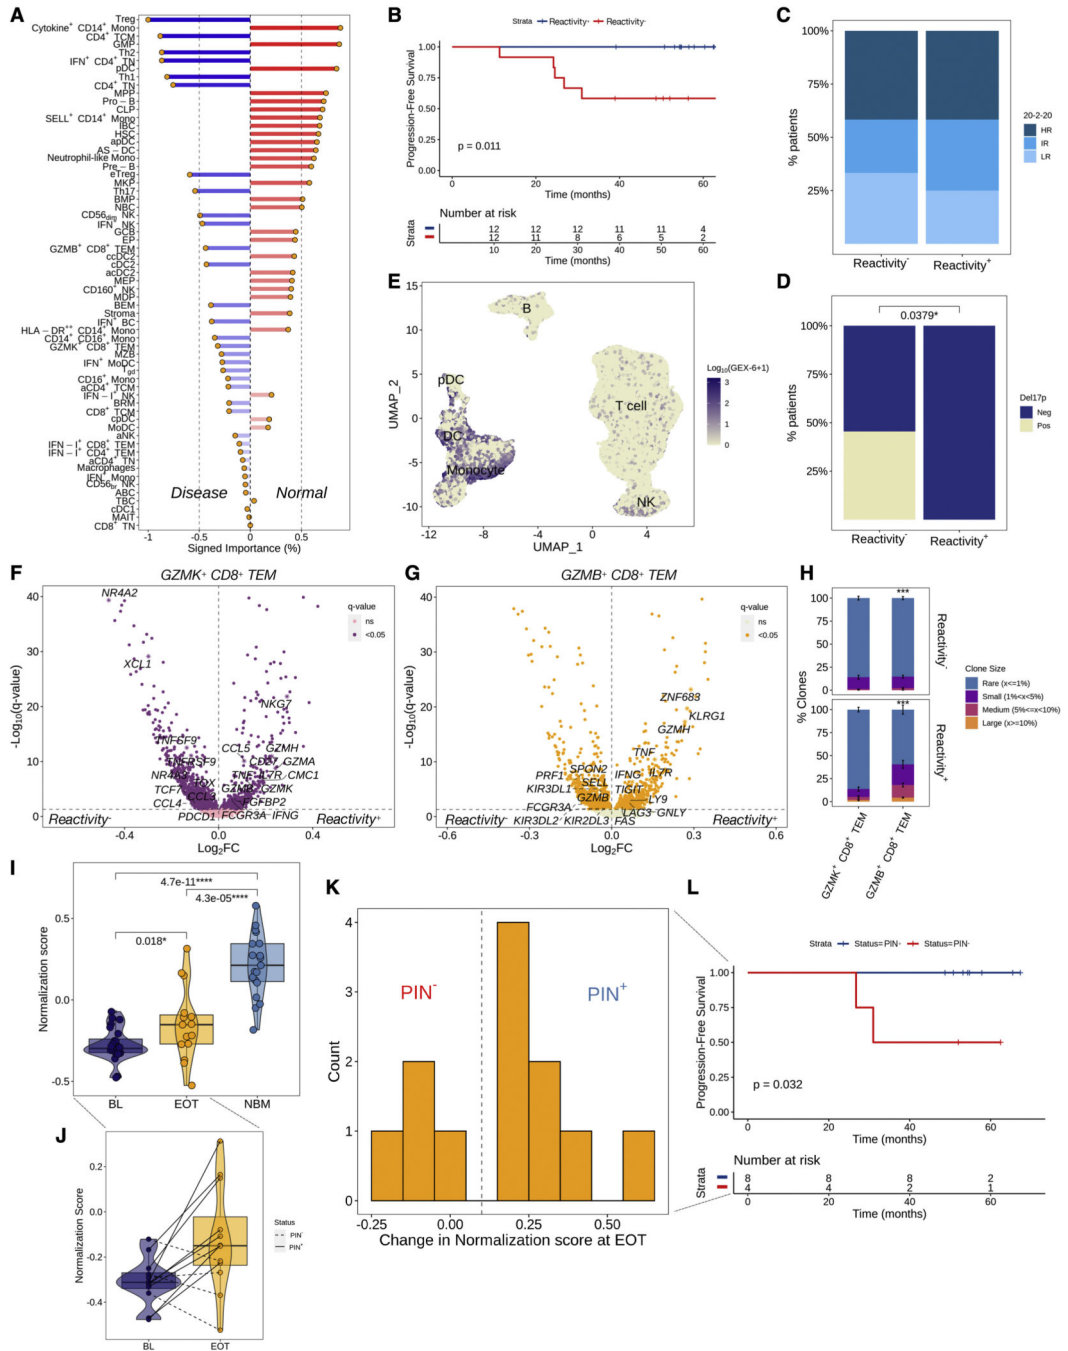 A
Treg
Cytokine+ CD14+ Mono
CD4+ TCM
GMP
Th2
IFN+ CD4+ TN
pDC
Th1
CD4+ TN
MPP
Pro – B
CLP
SELL+ CD14+ Mono
IBC
HSC
apDC
AS – DC
Neutrophil-like Mono
Pre – B
eTreg
MKP
Th17
BMP
NBC
CD56dim NK
IFN+ NK
GCB
EP
GZMB+ CD8+ TEM
ccDC2
cDC2
acDC2
MEP
CD160+ NK
MDP
BEM
Stroma
IFN+ BC
HLA – DR++ CD14+ Mono
CD14+ CD16+ Mono
GZMK+ CD8+ TEM
MZB
IFN+ MoDC
Tgd
CD16+ Mono
aCD4+ TCM
IFN – I+ NK
BRM
CD8+ TCM
cpDC
MoDC
aNK
IFN – I+ CD8+ TEM
IFN – I+ CD4+ TEM
aCD4+ TN
Macrophages
IFN+ Mono
CD56br NK
ABC
TBC
cDC1
MAIT
CD8+ TN
Disease Normal
-1 -0.5 0 0.5
Signed Importance (%)
B
Strata Reactivity+ Reactivity-
Progression-Free Survival
1.00
0.75
0.50
0.25
0.00
p = 0.011
0 20 40 60
Time (months)
Number at risk
Strata
12 12 12 11 11 4
12 11 8 6 5 2
10 20 30 40 50 60
Time (months)
C
% patients
100%
75%
50%
25%
Reactivity- Reactivity+
20-2-20
HR
IR
LR
D
0.0379*
% patients
100%
75%
50%
25%
Reactivity- Reactivity+
Del17p
Neg
Pos
E
UMAP_2
15
10
5
0
-5
-10
B
pDC
T cell
DC
Monocyte
NK
-12 -8 -4 0 4
UMAP_1
Log10(GEX-6+1)
3
2
1
0
F
GZMK+ CD8+ TEM
-Log10(q-value)
40
30
20
10
0
q-value
ns
<0.05
NR4A2
XCL1
NKG7
TNFSF9
CCL5
GZMH
TNFRSF9
CD27
GZMA
NR4A3
TOX
TNF
IL7R
CMC1
TCF7
CCL3
GZMB
GZMK
CCL4
FGFBP2
PDCD1
FCGR3A
IFNG
Reactivity- Reactivity+
-0.4 0.0 0.4
Log2FC
G
GZMB+ CD8+ TEM
-Log10(q-value)
40
30
20
10
0
q-value
ns
<0.05
ZNF683
KLRG1
GZMH
TNF
SPON2
PRF1
IFNG
IL7R
SELL
KIR3DL1
TIGIT
GZMB
LY9
FCGR3A
LAG3
GNLY
KIR3DL2
KIR2DL3
FAS
Reactivity- Reactivity+
-0.6 -0.3 0.0 0.3 0.6
Log2FC
H
% Clones
100
75
50
25
0
***
Reactivity-
100
75
50
25
0
***
Reactivity+
GZMK+ CD8+ TEM
GZMB+ CD8+ TEM
Clone Size
Rare (x<=1%)
Small (1%<x<5%)
Medium (5%<=x<10%)
Large (x>=10%)
I
Normalization score
0.5
0.0
-0.5
4.7e-11****
4.3e-05****
0.018*
BL EOT NBM
J
Normalization Score
0.2
0.0
-0.2
-0.4
BL EOT
Status
PIN-
PIN+
K
Count
4
3
2
1
0
PIN- PIN+
-0.25 0.00 0.25 0.50
Change in Normalization score at EOT
L
Strata Status=PIN- Status=PIN-
Progression-Free Survival
1.00
0.75
0.50
0.25
0.00
p = 0.032
0 20 40 60
Time (months)
Number at risk
Strata
8 8 8 2
4 4 2 1
0 20 40 60
Time (months)